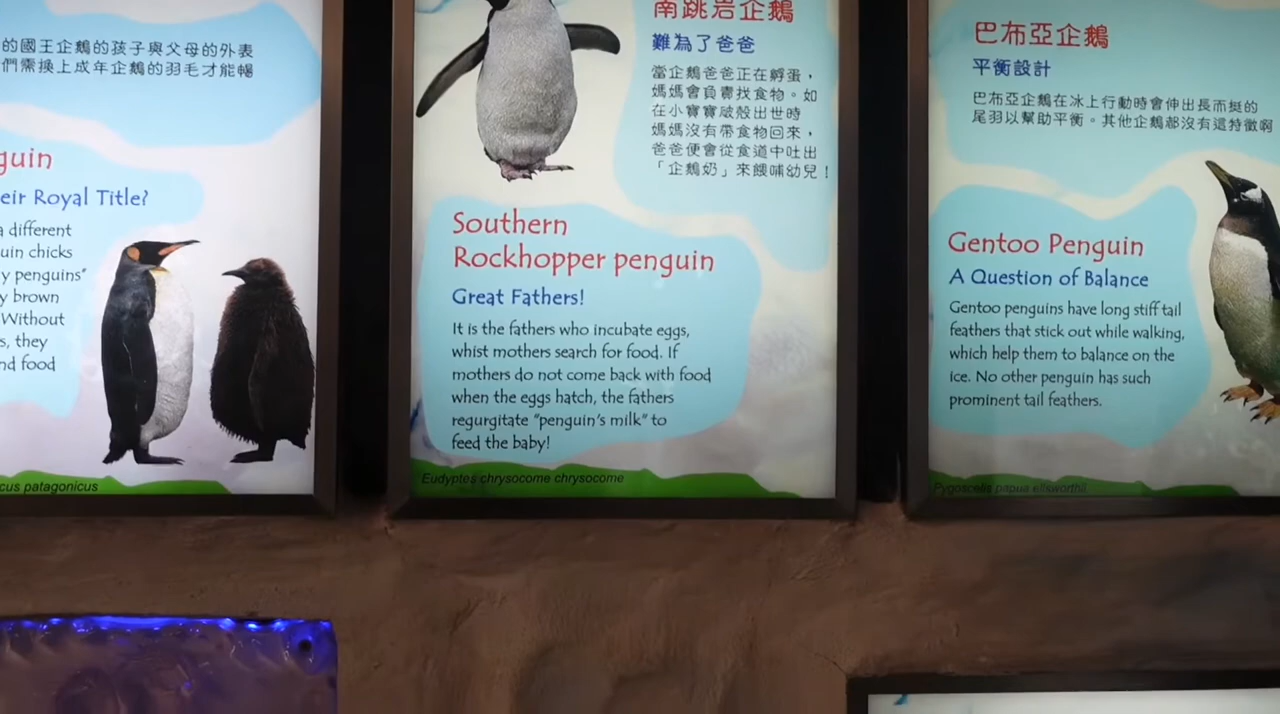 的國王企鵝的孩子與父母的外表
們需換上成年企鵝的羽毛才能暢
guin
eir Royal Title?
a different
uin chicks
y penguins"
y brown
Without
s, they
nd food
cus patagonicus
南跳岩企鵝
難為了爸爸
當企鵝爸爸正在孵蛋，
媽媽會負責找食物。如
在小寶寶破殼出世時
媽媽沒有帶食物回來，
爸爸便會從食道中吐出
「企鵝奶」來餵哺幼兒！
Southern
Rockhopper penguin
Great Fathers!
It is the fathers who incubate eggs,
whist mothers search for food. If
mothers do not come back with food
when the eggs hatch, the fathers
regurgitate "penguin's milk" to
feed the baby!
Eudyptes chrysocome chrysocome
巴布亞企鵝
平衡設計
巴布亞企鵝在冰上行動時會伸出長而挺的
尾羽以幫助平衡。其他企鵝都沒有這特徵啊
Gentoo Penguin
A Question of Balance
Gentoo penguins have long stiff tail
feathers that stick out while walking,
which help them to balance on the
ice. No other penguin has such
prominent tail feathers.
Pygoscelis papua ellsworthii